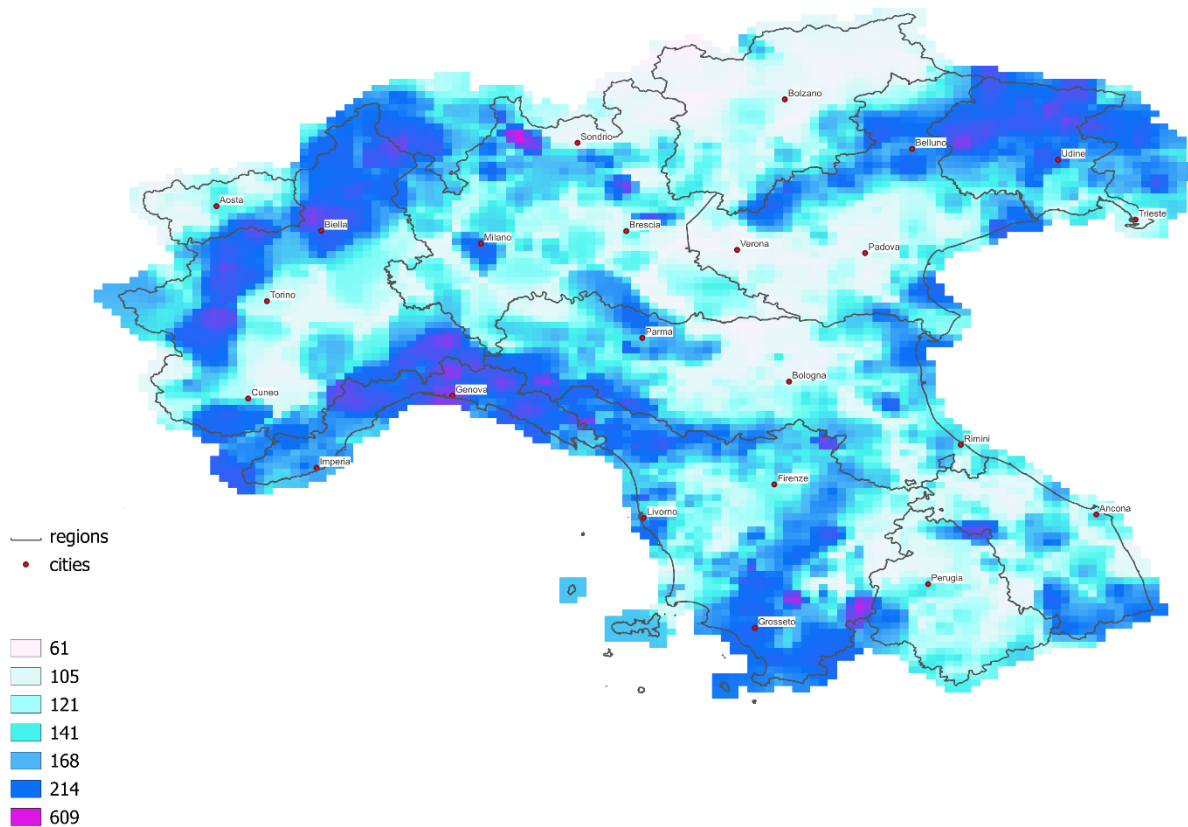 Bolzano
Sondrio
Belluno
Udine
Aosta
Trieste
Biella
Brescia
Milano
Verona
Padova
Torino
Parma
Bologna
Cuneo
Genova
Rimini
Imperia
Firenze
Livorno
Ancona
regions
cities
Perugia
Grosseto
61
105
121
141
168
214
609